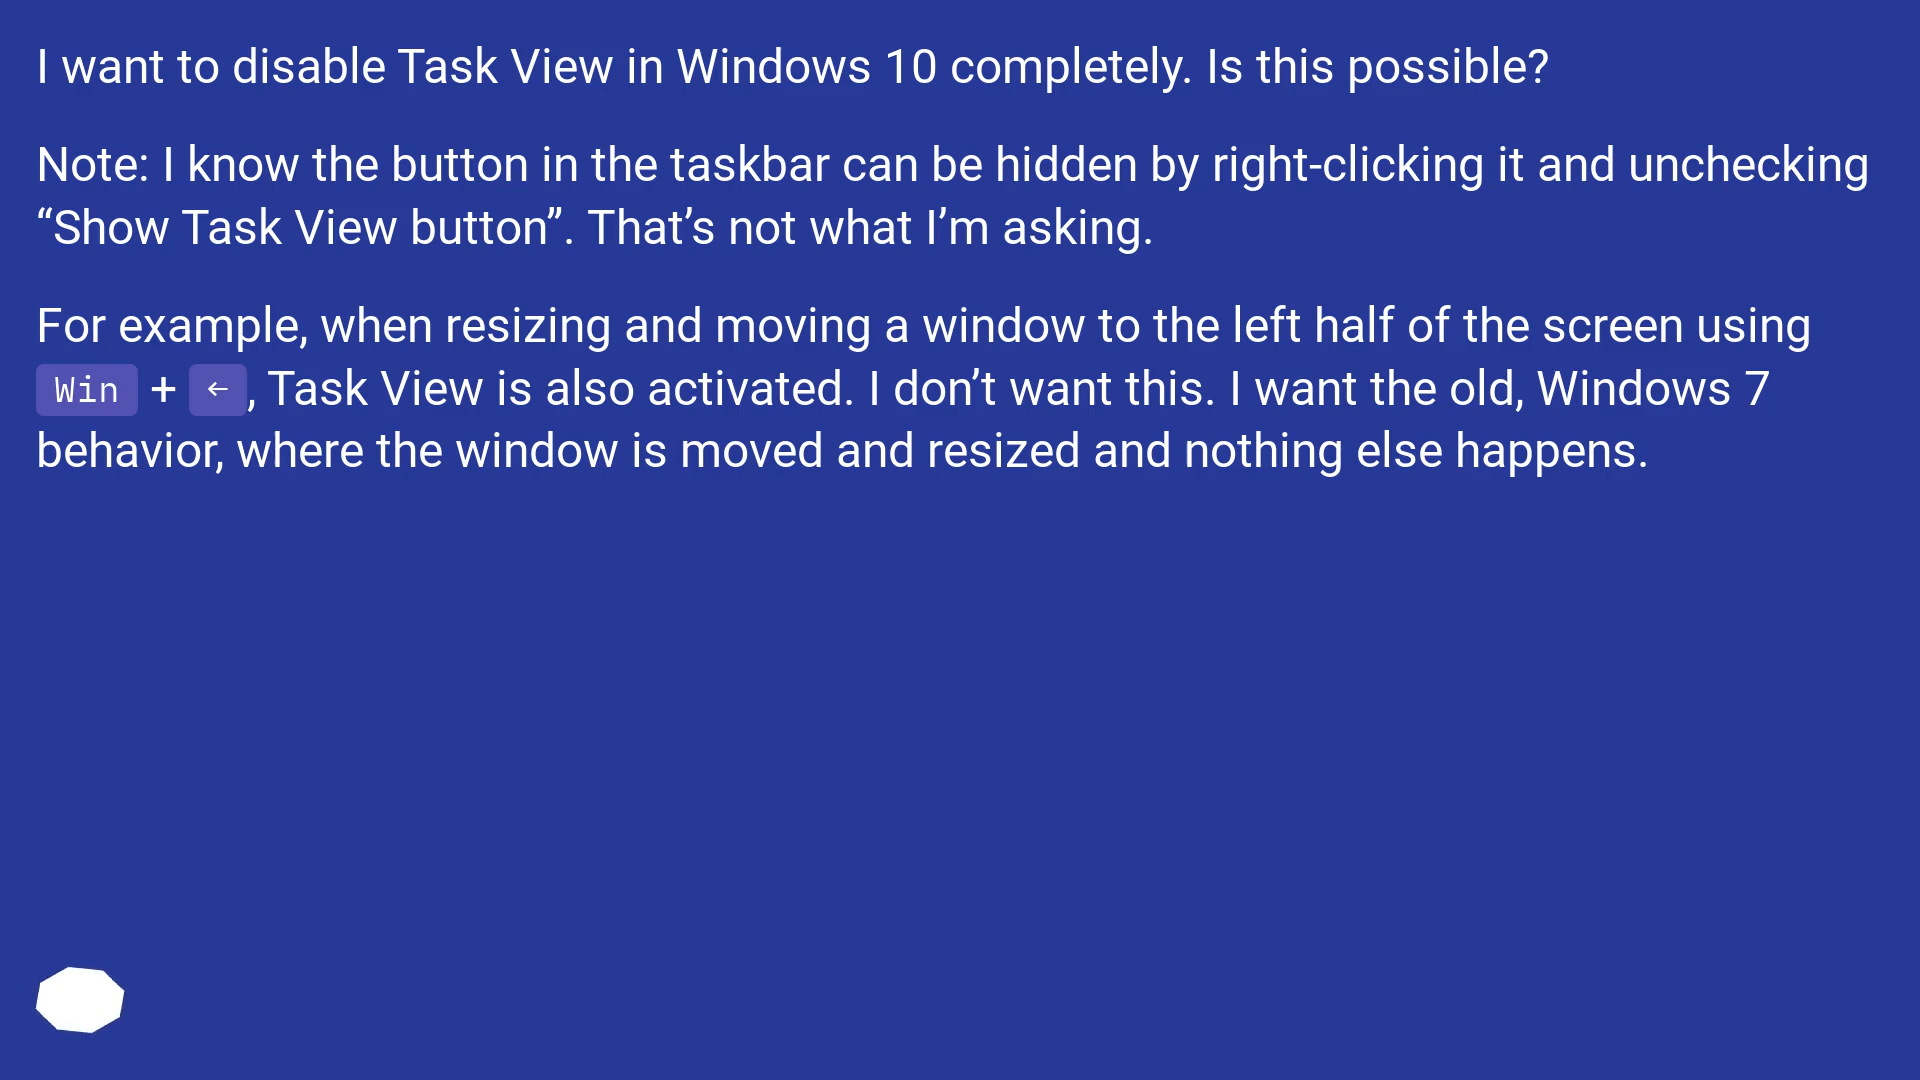 I want to disable Task View in Windows 10 completely. Is this possible?
Note: I know the button in the taskbar can be hidden by right-clicking it and unchecking
“Show Task View button”. That’s not what I’m asking.
For example, when resizing and moving a window to the left half of the screen using
Win + ←, Task View is also activated. I don’t want this. I want the old, Windows 7
behavior, where the window is moved and resized and nothing else happens.